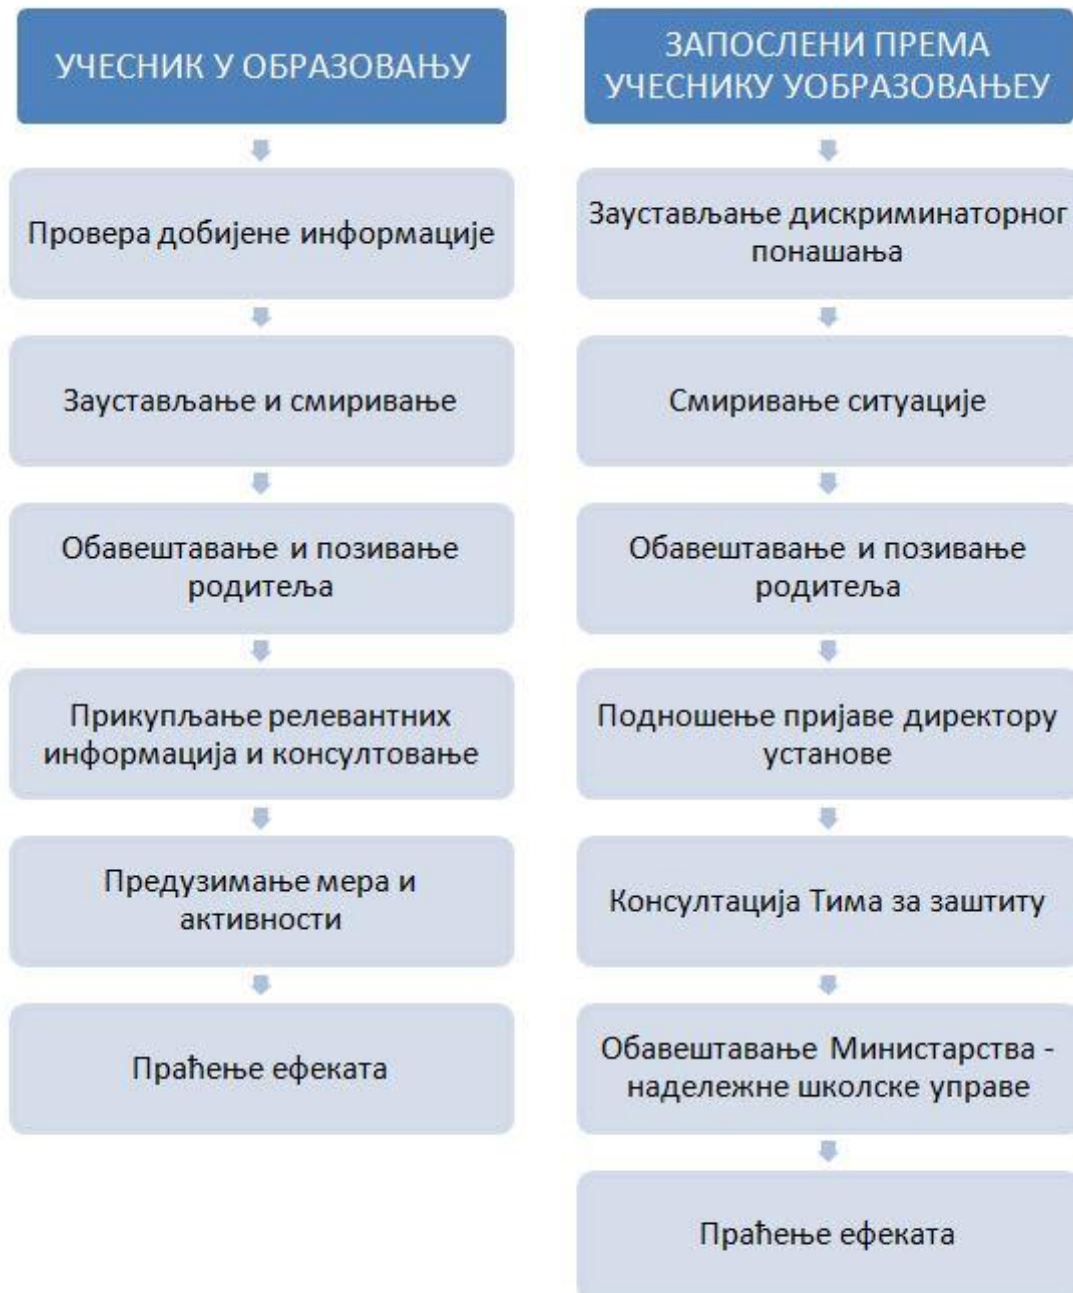 УЧЕСНИК У ОБРАЗОВАЊУ
Провера добијене информације
Заустављање и смиривање
Обавештавање и позивање
родитеља
Прикупљање релевантних
информација и консултовање
Предузимање мера и
активности
Праћење ефеката
ЗАПОСЛЕНИ ПРЕМА
УЧЕСНИКУ УОБРАЗОВАЊЕУ
Заустављање дискриминаторног
понашања
Смиривање ситуације
Обавештавање и позивање
родитеља
Подношење пријаве директору
установе
Консултација Тима за заштиту
Обавештавање Министарства -
надележне школске управе
Праћење ефеката